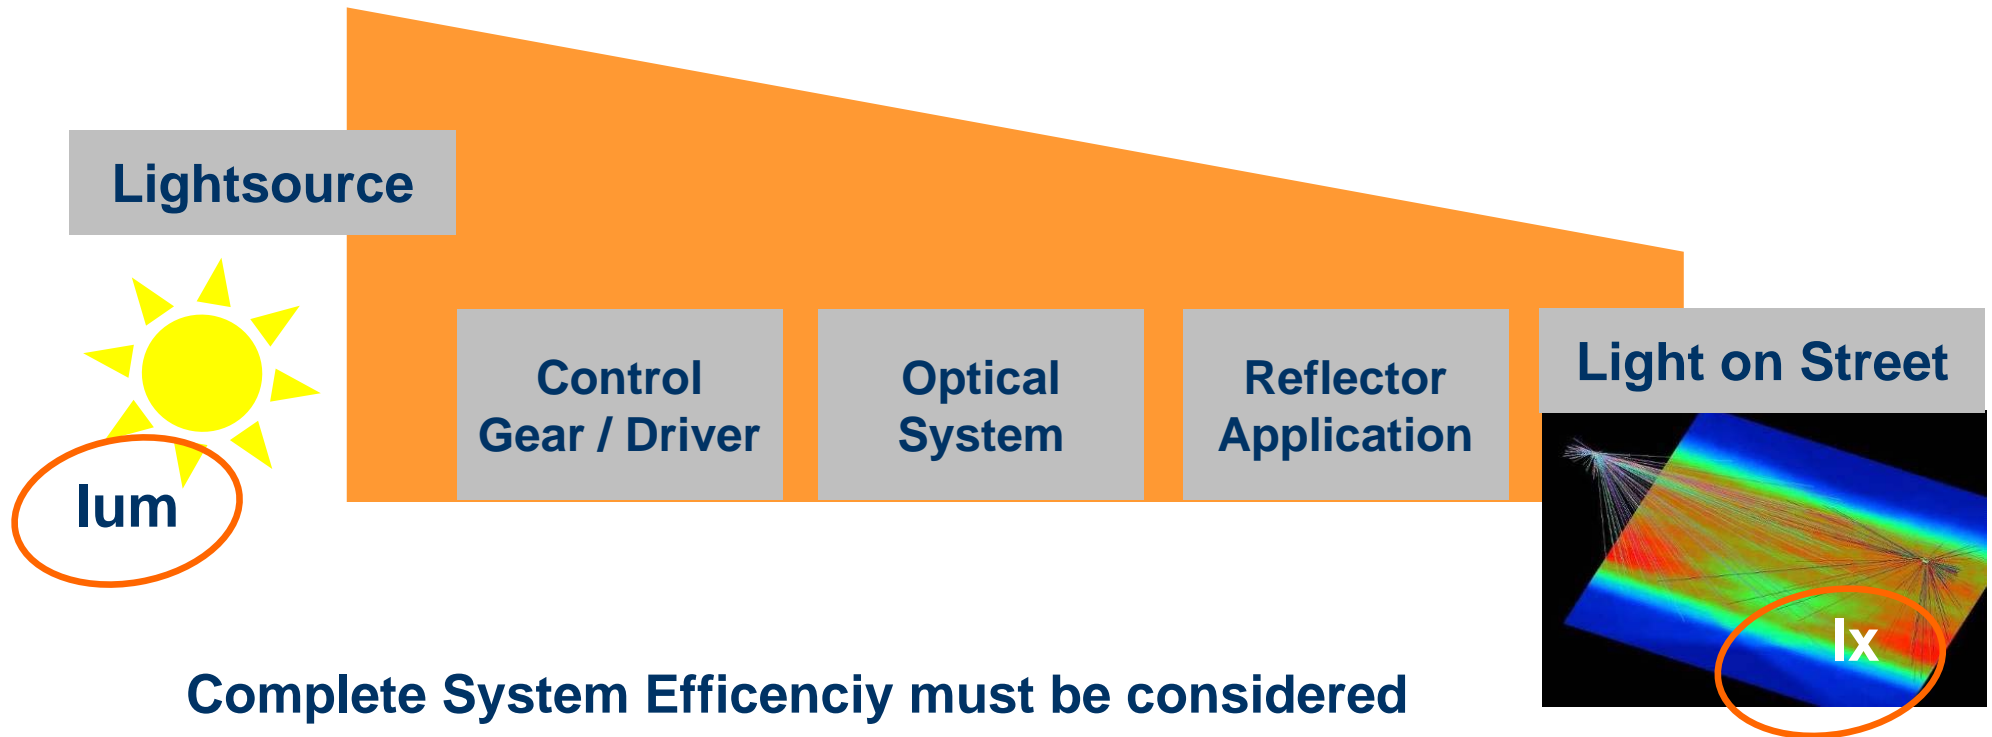 Lightsource
lum
Control
Gear / Driver
Optical
System
Reflector
Application
Light on Street
lx
Complete System Efficenciy must be considered